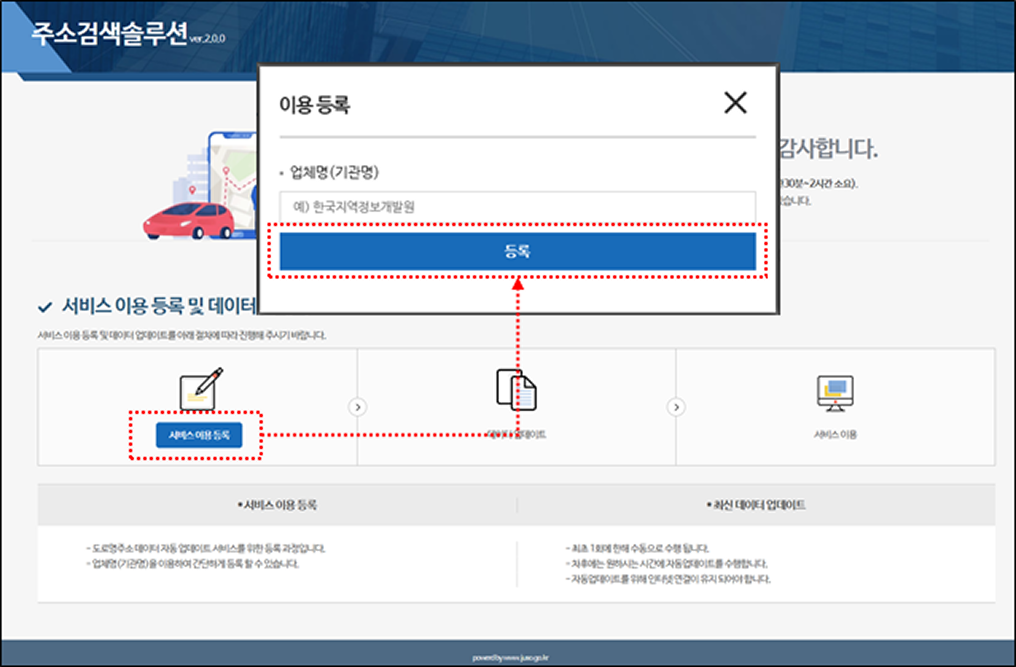 주소검색솔루션 ver.2.0.0
이용 등록
업체명(기관명)
예) 한국지역정보개발원
등록
감사합니다.
30분~2시간 소요).
습니다.
서비스 이용 등록 및 데이터
서비스 이용 등록 및 데이터 업데이트를 아래 절차에 따라 진행해 주시기 바랍니다.
서비스 이용 등록
데이터 업데이트
서비스 이용
서비스 이용 등록
최신 데이터 업데이트
- 도로명주소 데이터 자동 업데이트 서비스를 위한 등록 과정입니다.
- 업체명(기관명)을 이용하여 간단하게 등록 할 수 있습니다.
- 최초 1회에 한해 수동으로 수행 됩니다.
- 차후에는 원하시는 시간에 자동업데이트를 수행합니다.
- 자동업데이트를 위해 인터넷 연결이 유지 되어야 합니다.
powered by www.juso.go.kr